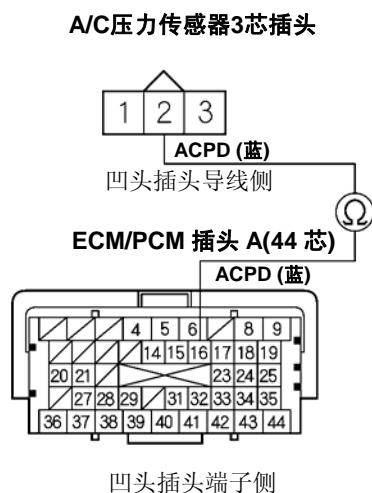 A/C压力传感器3芯插头
1 2 3
ACPD (蓝)
凹头插头导线侧
Ω
ECM/PCM 插头 A(44 芯)
ACPD (蓝)
4 5 6 8 9
14 15 16 17 18 19
20 21 23 24 25
27 28 29 31 32 33 34 35
36 37 38 39 40 41 42 43 44
凹头插头端子侧